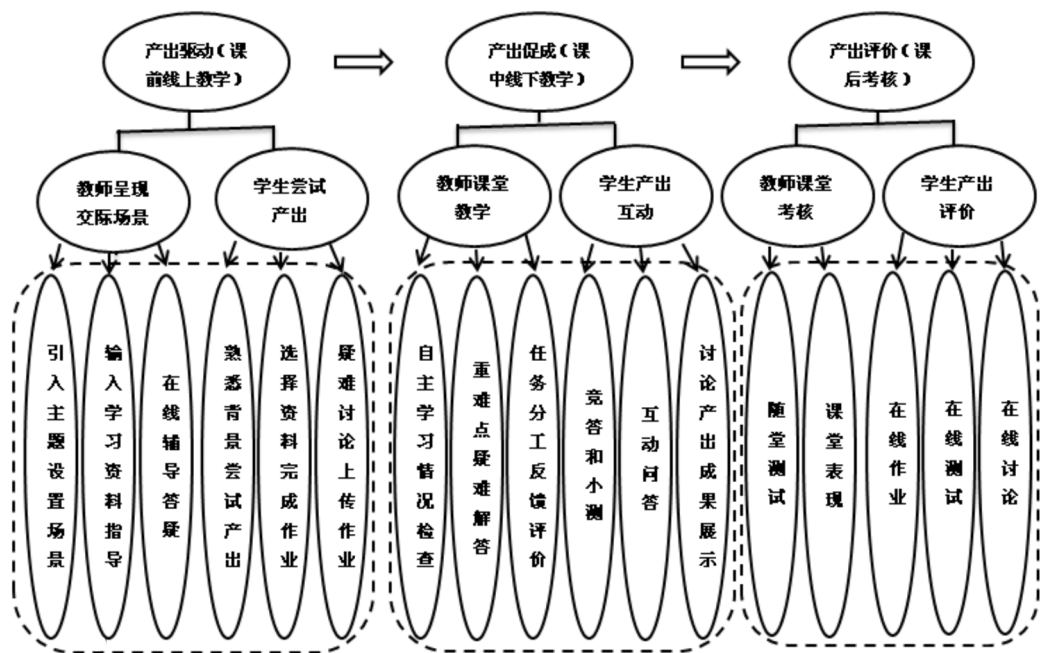 产出驱动（课
前线上教学）
产出促成（课
中线下教学）
产出评价（课
后考核）
教师呈现
交际场景
学生尝试
产出
教师课堂
教学
学生产出
互动
教师课堂
考核
学生产出
评价
引入主题设置场景
输入学习资料指导
在线辅导答疑
熟悉背景尝试产出
选择资料完成作业
疑难讨论上传作业
自主学习情况检查
重难点疑难解答
任务分工反馈评价
竞答和小测
互动问答
讨论产出成果展示
随堂测试
课堂表现
在线作业
在线测试
在线讨论